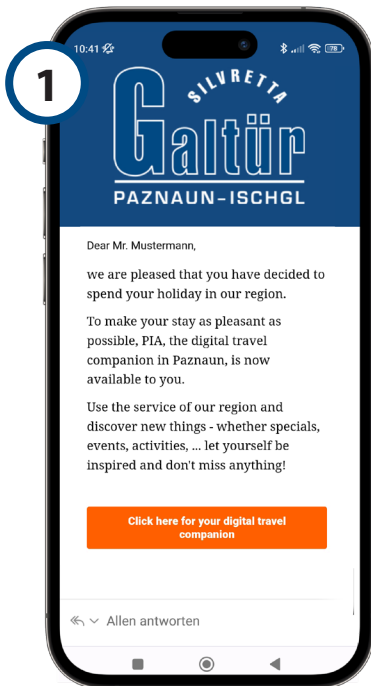 1
10:41
78
SILVRETTA
Galtür
PAZNAUN-ISCHGL
Dear Mr. Mustermann,
we are pleased that you have decided to
spend your holiday in our region.
To make your stay as pleasant as
possible, PIA, the digital travel
companion in Paznaun, is now
available to you.
Use the service of our region and
discover new things - whether specials,
events, activities, ... let yourself be
inspired and don't miss anything!
Click here for your digital travel
companion
Allen antworten